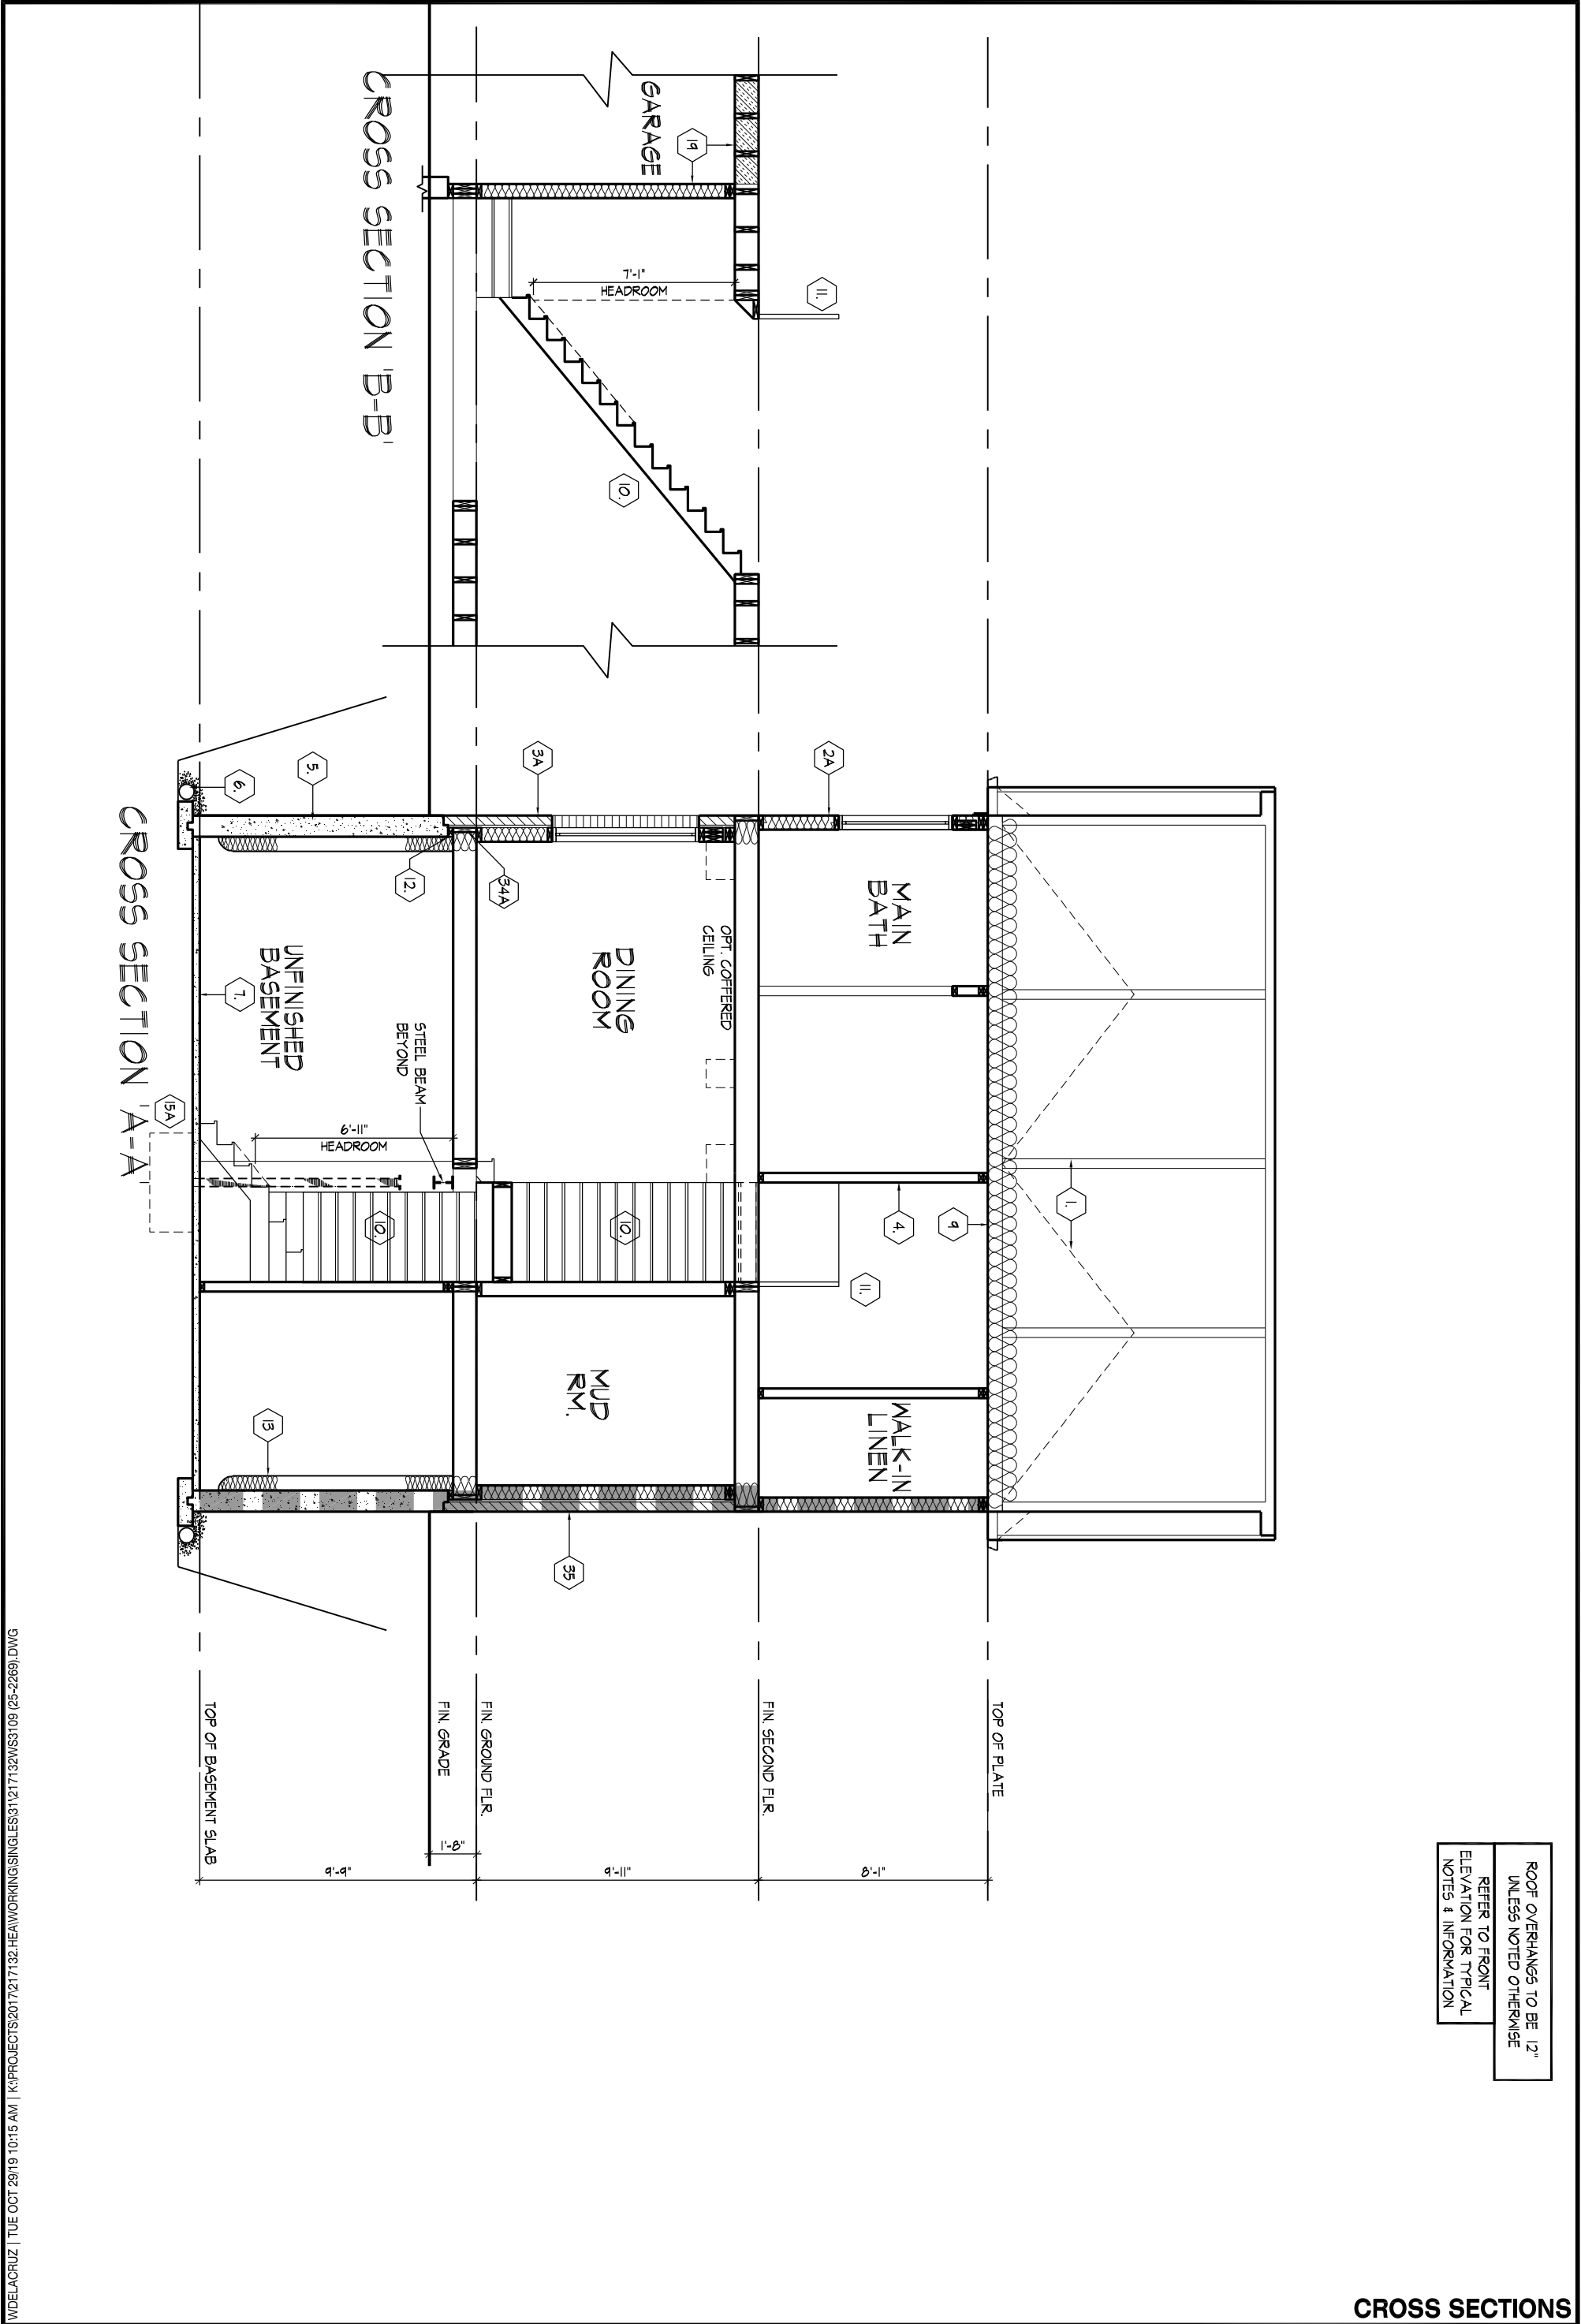 ROOF OVERHANGS TO BE 12"
UNLESS NOTED OTHERWISE
REFER TO FRONT
ELEVATION FOR TYPICAL
NOTES & INFORMATION
1.
TOP OF PLATE
9.
2A
MAIN
BATH
4.
11.
WALK-IN
LINEN
8'-1"
FIN. SECOND FLR.
11.
OPT. COFFERED
CEILING
GARAGE
19
7'-1"
HEADROOM
10.
3A
DINING
ROOM
10.
MUD
RM.
35
9'-11"
34A
FIN. GROUND FLR.
1'-8"
FIN. GRADE
12.
STEEL BEAM
BEYOND
10.
CROSS SECTION 'B-B'
5.
6.
UNFINISHED
BASEMENT
6'-11"
HEADROOM
7.
13
9'-9"
TOP OF BASEMENT SLAB
15A
CROSS SECTION 'A-A'
WDELACRUZ | TUE OCT 29/19 10:15 AM | K:\PROJECTS\2017\217132.HEA\WORKING\SINGLES\31'\217132WS3109 (25-2269).DWG
CROSS SECTIONS